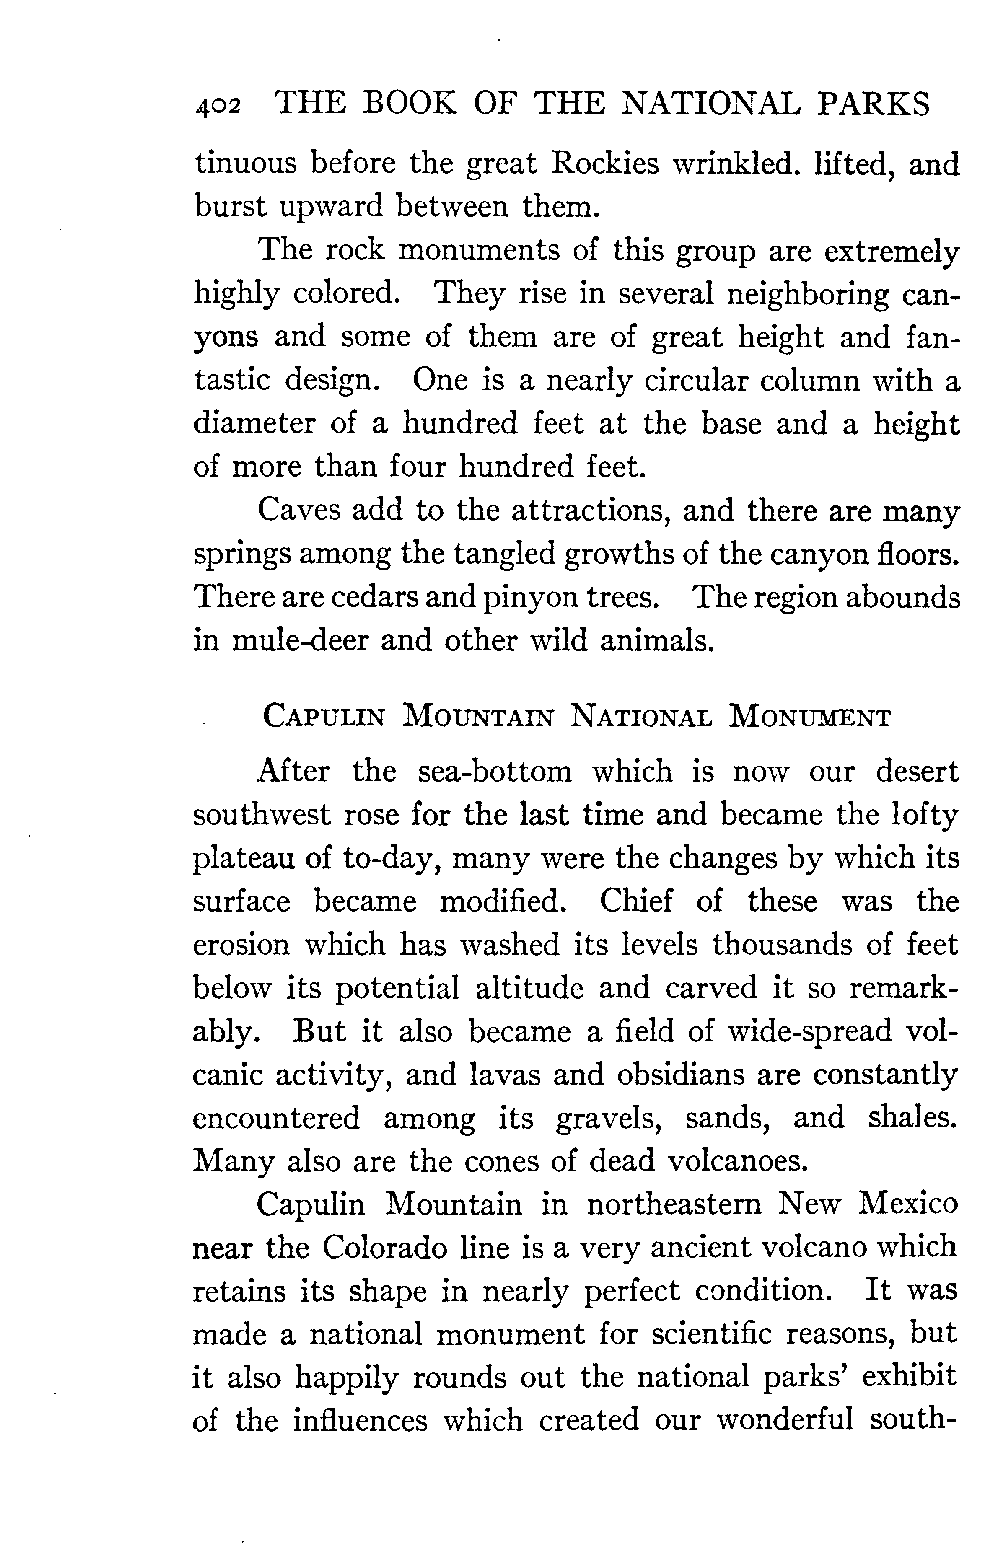 402 THE BOOK OF THE NATIONAL PARKS
tinuous before the great Rockies wrinkled. lifted, and
burst upward between them.
The rock monuments of this group are extremely
highly colored. They rise in several neighboring can-
yons and some of them are of great height and fan-
tastic design. One is a nearly circular column with a
diameter of a hundred feet at the base and a height
of more than four hundred feet.
Caves add to the attractions, and there are many
springs among the tangled growths of the canyon floors.
There are cedars and pinyon trees. The region abounds
in mule-deer and other wild animals.
CAPULIN MOUNTAIN NATIONAL MONUMENT
After the sea-bottom which is now our desert
southwest rose for the last time and became the lofty
plateau of to-day, many were the changes by which its
surface became modified. Chief of these was the
erosion which has washed its levels thousands of feet
below its potential altitude and carved it so remark-
ably. But it also became a field of wide-spread vol-
canic activity, and lavas and obsidians are constantly
encountered among its gravels, sands, and shales.
Many also are the cones of dead volcanoes.
Capulin Mountain in northeastern New Mexico
near the Colorado line is a very ancient volcano which
retains its shape in nearly perfect condition. It was
made a national monument for scientific reasons, but
it also happily rounds out the national parks' exhibit
of the influences which created our wonderful south-